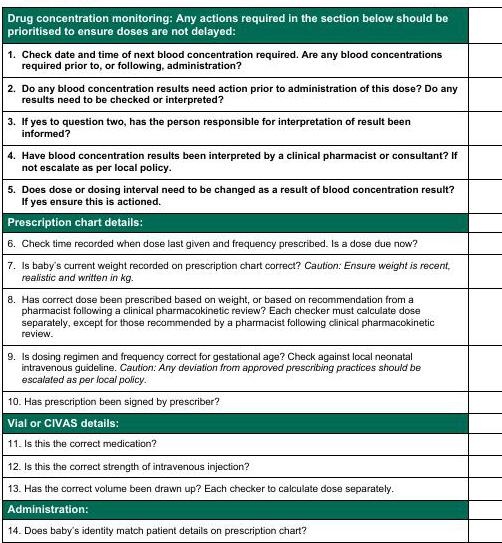 Drug concentration monitoring: Any actions required in the section below should be
prioritised to ensure doses are not delayed:
1. Check date and time of next blood concentration required. Are any blood concentrations
required prior to, or following, administration?
2. Do any blood concentration results need action prior to administration of this dose? Do any
results need to be checked or interpreted?
3. If yes to question two, has the person responsible for interpretation of result been
informed?
4. Have blood concentration results been interpreted by a clinical pharmacist or consultant? If
not escalate as per local policy.
5. Does dose or dosing interval need to be changed as a result of blood concentration result?
If yes ensure this is actioned.
Prescription chart details:
6. Check time recorded when dose last given and frequency prescribed. Is a dose due now?
7. Is baby's current weight recorded on prescription chart correct? Caution: Ensure weight is recent,
realistic and written in kg.
8. Has correct dose been prescribed based on weight, or based on recommendation from a
pharmacist following a clinical pharmacokinetic review? Each checker must calculate dose
separately, except for those recommended by a pharmacist following clinical pharmacokinetic
review.
9. Is dosing regimen and frequency correct for gestational age? Check against local neonatal
intravenous guideline. Caution: Any deviation from approved prescribing practices should be
escalated as per local policy.
10. Has prescription been signed by prescriber?
Vial or CIVAS details:
11. Is this the correct medication?
12. Is this the correct strength of intravenous injection?
13. Has the correct volume been drawn up? Each checker to calculate dose separately.
Administration:
14. Does baby's identity match patient details on prescription chart?